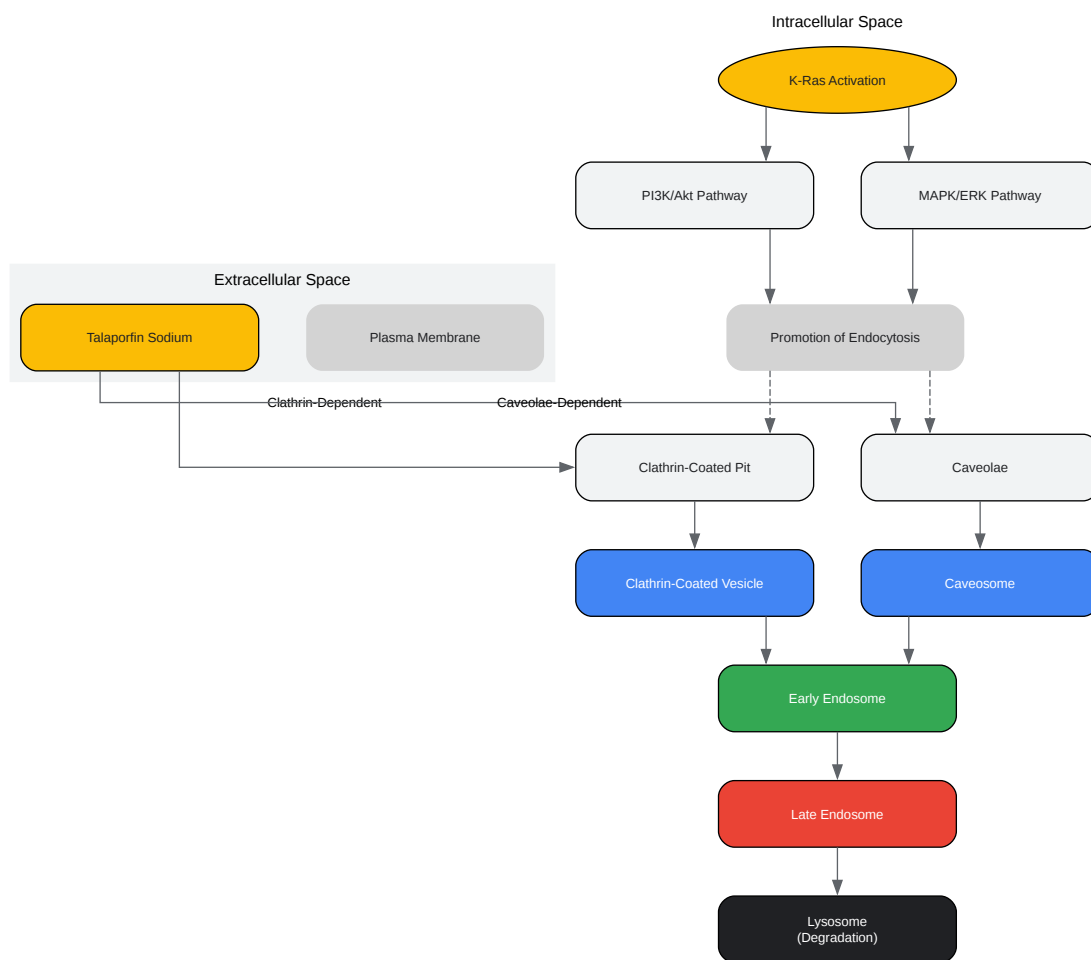 Intracellular Space
K-Ras Activation
PI3K/Akt Pathway
MAPK/ERK Pathway
Extracellular Space
Talaporfin Sodium
Plasma Membrane
Promotion of Endocytosis
Clathrin-Dependent
Caveolae-Dependent
Clathrin-Coated Pit
Caveolae
Clathrin-Coated Vesicle
Caveosome
Early Endosome
Late Endosome
Lysosome
(Degradation)